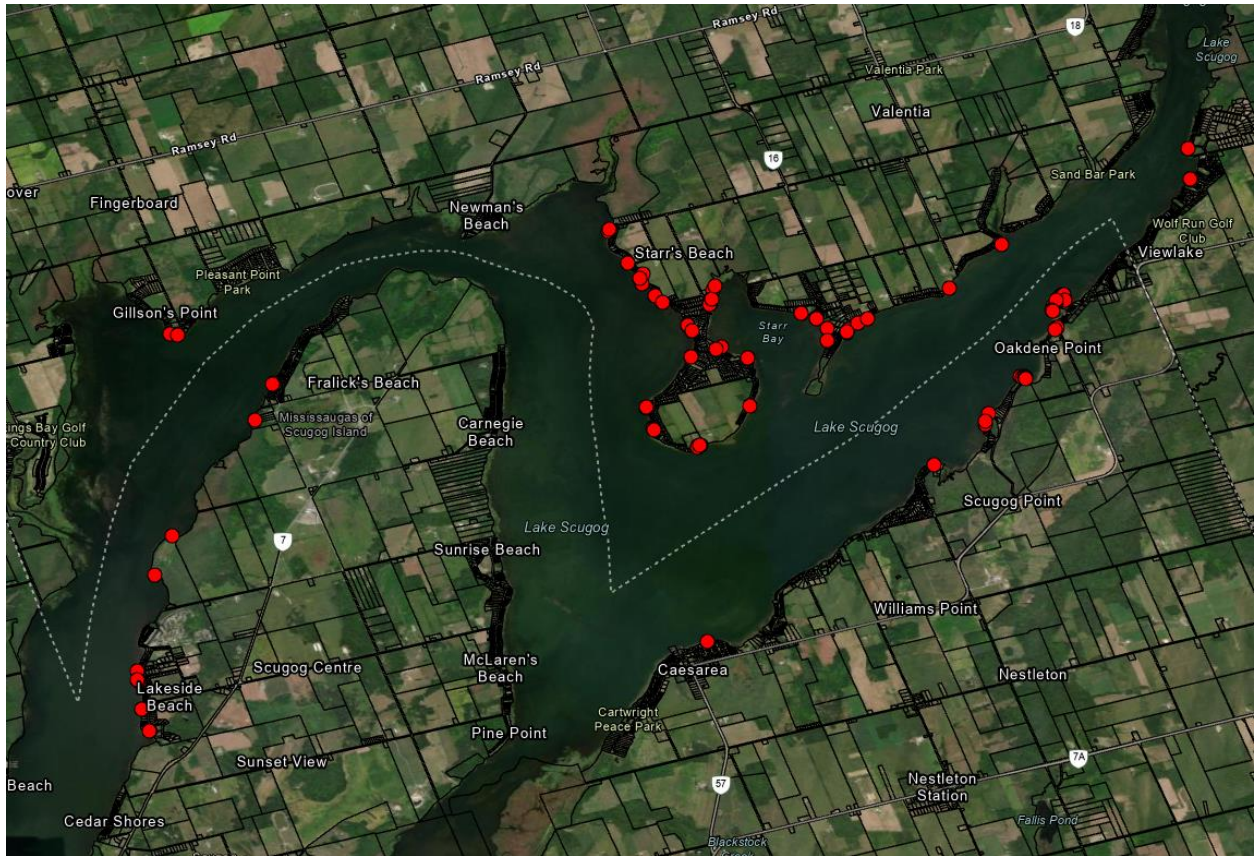 Ramsey Rd
18
Lake
Scugog
Ramsey Rd
Valentia Park
Valentia
Ramsey Rd
16
Sand Bar Park
over
Fingerboard
Newman's
Beach
Wolf Run Golf
Club
Starr's Beach
Viewlake
Pleasant Point
Park
Gillson's Point
Starr
Bay
Oakdene Point
Fralick's Beach
Mississaugas of
Scugog Island
Carnegie
Beach
Lake Scugog
ings Bay Golf
Country Club
Scugog Point
Lake Scugog
7
Sunrise Beach
Williams Point
Scugog Centre
McLaren's
Beach
Caesarea
Nestleton
Lakeside
Beach
Cartwright
Peace Park
Pine Point
Sunset View
7A
Beach
57
Nestleton
Station
Cedar Shores
Fallis Pond
Blackstock